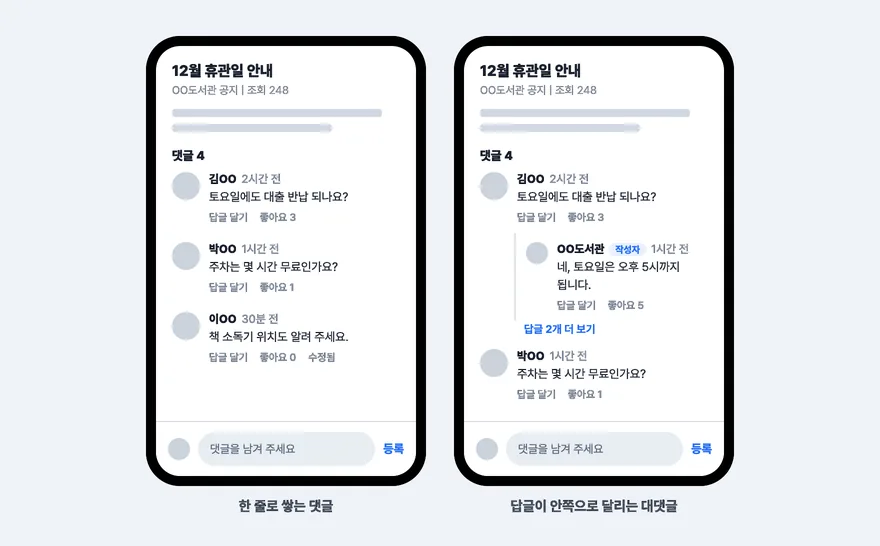 12월 휴관일 안내
OO도서관 공지 | 조회 248
댓글 4
김OO 2시간 전
토요일에도 대출 반납 되나요?
답글 달기 좋아요 3
박OO 1시간 전
주차는 몇 시간 무료인가요?
답글 달기 좋아요 1
이OO 30분 전
책 소독기 위치도 알려 주세요.
답글 달기 좋아요 0 수정됨
댓글을 남겨 주세요 등록
한 줄로 쌓는 댓글
12월 휴관일 안내
OO도서관 공지 | 조회 248
댓글 4
김OO 2시간 전
토요일에도 대출 반납 되나요?
답글 달기 좋아요 3
OO도서관 작성자 1시간 전
네, 토요일은 오후 5시까지
됩니다.
답글 달기 좋아요 5
답글 2개 더 보기
박OO 1시간 전
주차는 몇 시간 무료인가요?
답글 달기 좋아요 1
댓글을 남겨 주세요 등록
답글이 안쪽으로 달리는 대댓글